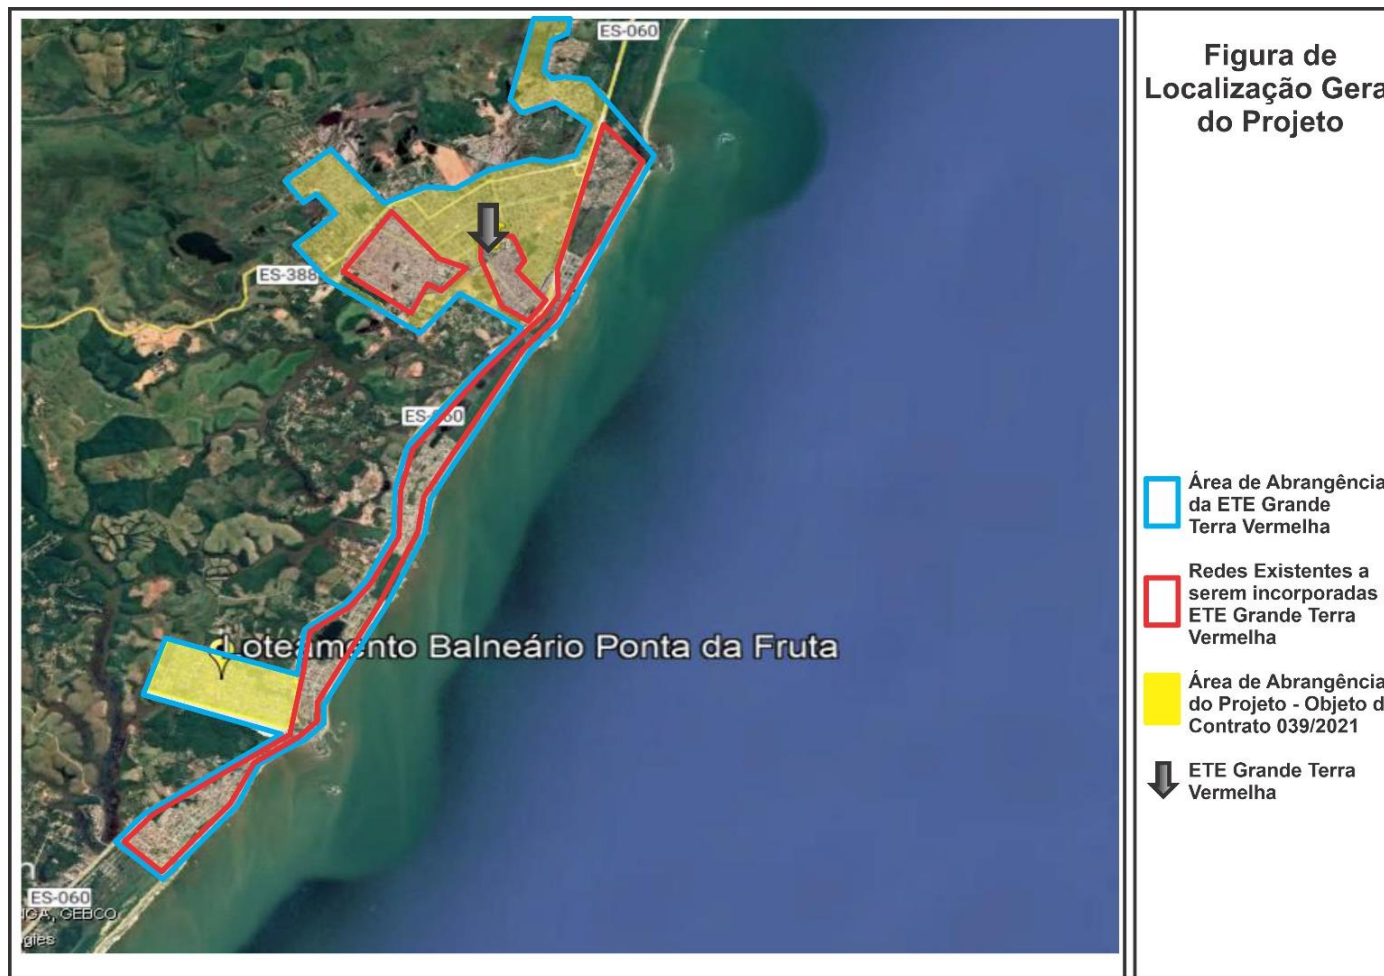 ES-060
Figura de
Localização Gera
do Projeto
ES-388
ES-060
Área de Abrangência
da ETE Grande
Terra Vermelha
Redes Existentes a
serem incorporadas
ETE Grande Terra
Vermelha
Loteamento Balneário Ponta da Fruta
Área de Abrangência
do Projeto - Objeto d
Contrato 039/2021
ETE Grande Terra
Vermelha
ES-060
GEBCO